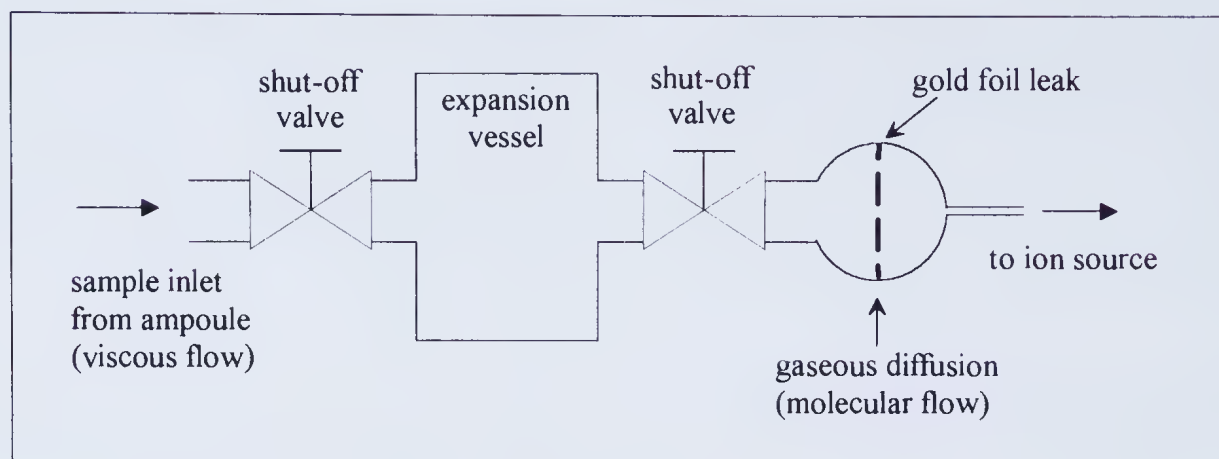 shut-off
valve
expansion
vessel
shut-off
valve
gold foil leak
sample inlet
from ampoule
(viscous flow)
to ion source
gaseous diffusion
(molecular flow)